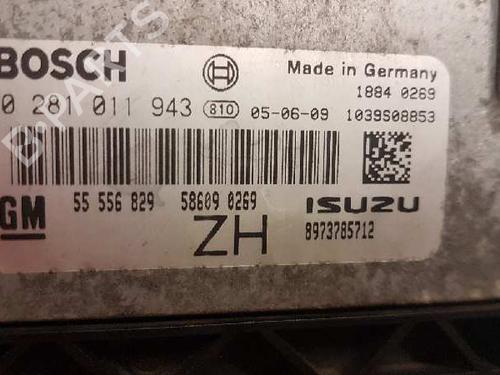 BOSCH
Made in Germany
1884 0269
0 281 011 943 810 05-06-09 1039S08853
GM 55 556 829 58609 0269 ISUZU
ZH 8973785712